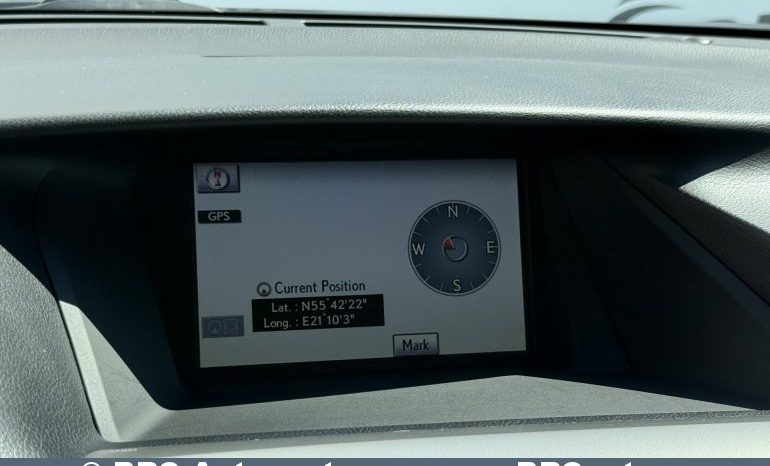 N
GPS
N
W E
S
Current Position
Lat. : N55°42'22"
Long. : E21°10'3"
Mark